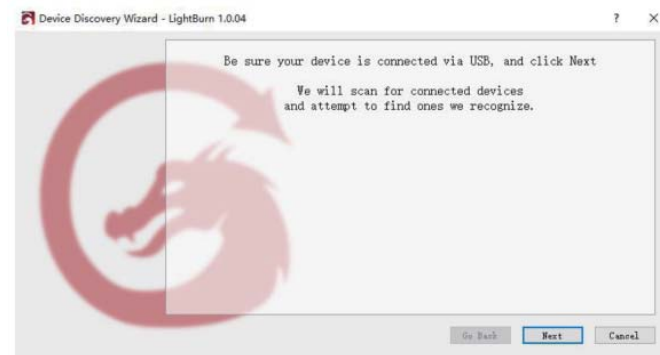 Device Discovery Wizard - LightBurn 1.0.04
Be sure your device is connected via USB, and click Next
We will scan for connected devices
and attempt to find ones we recognize.
Go Back Next Cancel